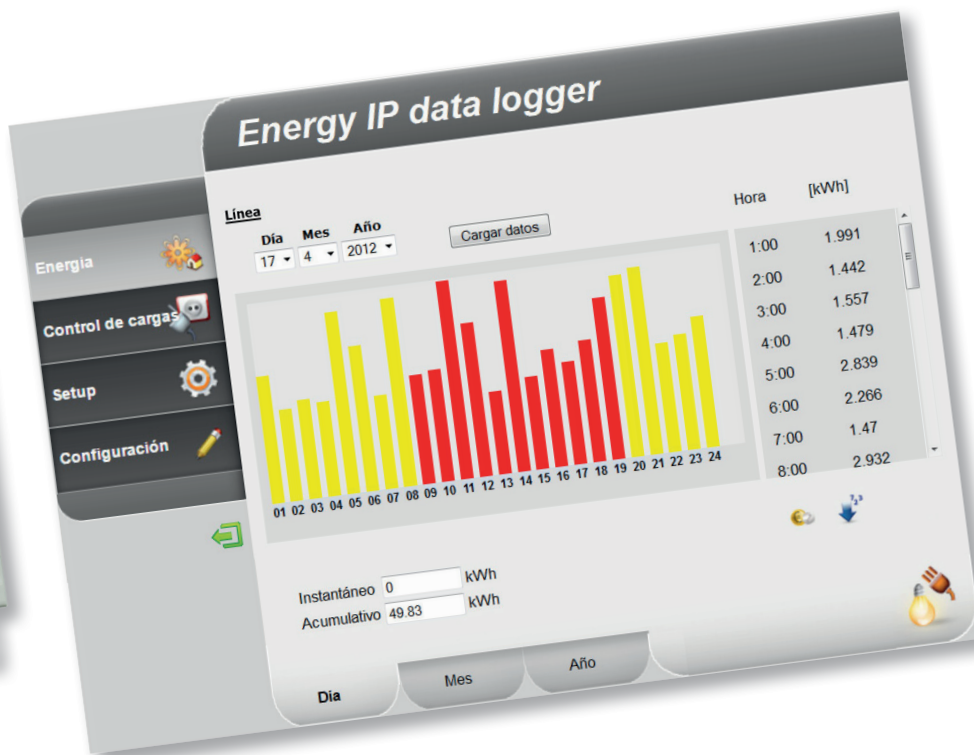 Energy IP data logger
Energia
Control de cargas
Setup
Configuración
Línea
Día Mes Año
17 4 2012
Cargar datos
Hora [kWh]
1:00 1.991
2:00 1.442
3:00 1.557
4:00 1.479
5:00 2.839
6:00 2.266
7:00 1.47
8:00 2.932
01 02 03 04 05 06 07 08 09 10 11 12 13 14 15 16 17 18 19 20 21 22 23 24
Instantáneo 0 kWh
Acumulativo 49.83 kWh
Dia
Mes
Año